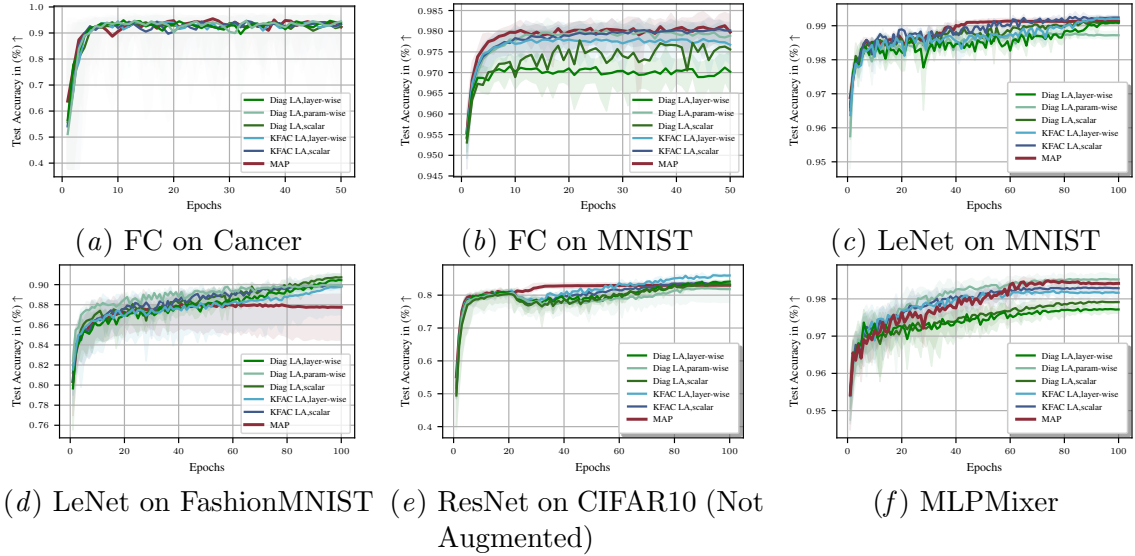 Test Accuracy in (%) ↑
1.0
0.9
0.8
0.7
0.6
0.5
0.4
Diag LA,layer-wise
Diag LA,param-wise
Diag LA,scalar
KFAC LA,layer-wise
KFAC LA,scalar
MAP
0 10 20 30 40 50
Epochs
(a) FC on Cancer
Test Accuracy in (%) ↑
0.985
0.980
0.975
0.970
0.965
0.960
0.955
0.950
0.945
Diag LA,layer-wise
Diag LA,param-wise
Diag LA,scalar
KFAC LA,layer-wise
KFAC LA,scalar
MAP
0 10 20 30 40 50
Epochs
(b) FC on MNIST
Test Accuracy in (%) ↑
0.99
0.98
0.97
0.96
0.95
Diag LA,layer-wise
Diag LA,param-wise
Diag LA,scalar
KFAC LA,layer-wise
KFAC LA,scalar
MAP
0 20 40 60 80 100
Epochs
(c) LeNet on MNIST
Test Accuracy in (%) ↑
0.90
0.88
0.86
0.84
0.82
0.80
0.78
0.76
Diag LA,layer-wise
Diag LA,param-wise
Diag LA,scalar
KFAC LA,layer-wise
KFAC LA,scalar
MAP
0 20 40 60 80 100
Epochs
(d) LeNet on FashionMNIST
Test Accuracy in (%) ↑
0.9
0.8
0.7
0.6
0.5
0.4
Diag LA,layer-wise
Diag LA,param-wise
Diag LA,scalar
KFAC LA,layer-wise
KFAC LA,scalar
MAP
0 20 40 60 80 100
Epochs
(e) ResNet on CIFAR10 (Not
Augmented)
Test Accuracy in (%) ↑
0.98
0.97
0.96
0.95
Diag LA,layer-wise
Diag LA,param-wise
Diag LA,scalar
KFAC LA,layer-wise
KFAC LA,scalar
MAP
0 20 40 60 80 100
Epochs
(f) MLPMixer